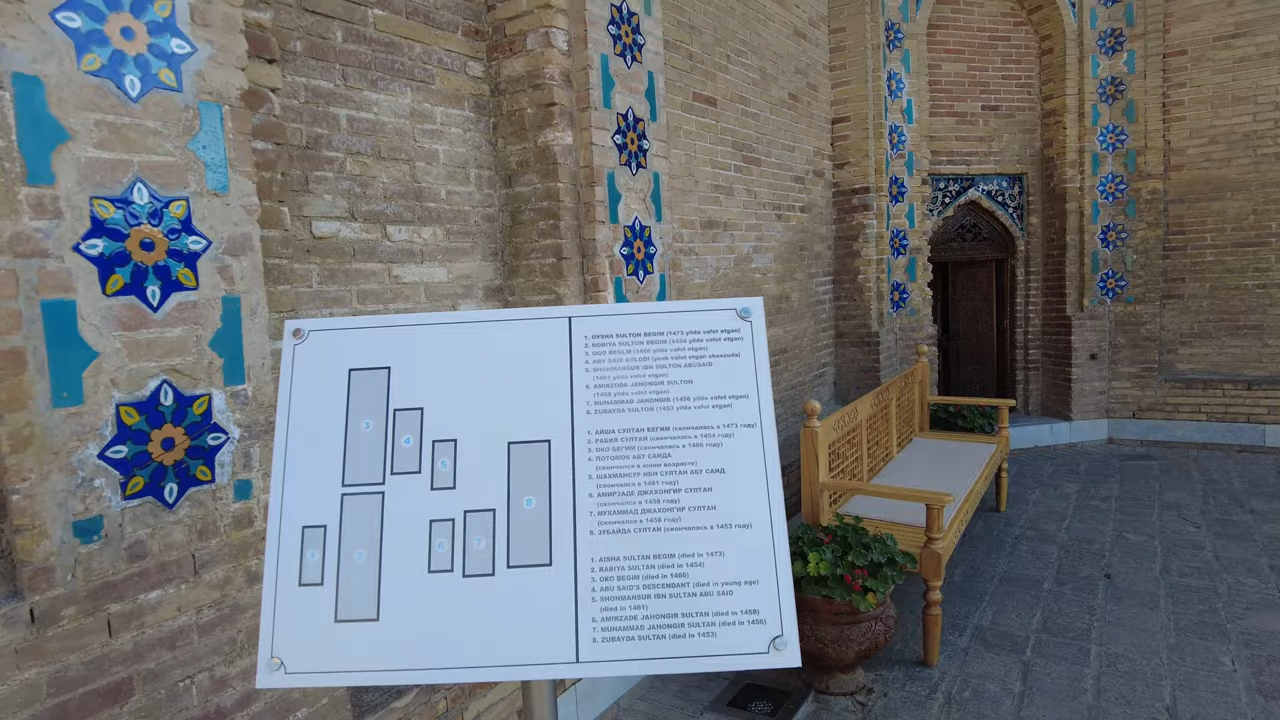 3
4
5
8
1
2
6
7
1. OYSHA SULTON BEGIM (1473 yilda vafot etgan)
2. ROBIYA SULTON BEGIM (1454 yilda vafot etgan)
3. OQO BEGIM (1466 yilda vafot etgan)
4. ABU SAID AVLODI (yosh vafot etgan shaxzoda)
5. SHOHMANSUR IBN SULTON ABUSAID
(1461 yilda vafot etgan)
6. AMIRZODA JAHONGIR SULTON
(1458 yilda vafot etgan)
7. MUHAMMAD JAHONGIR (1456 yilda vafot etgan)
8. ZUBAYDA SULTON (1453 yilda vafot etgan)
1. АЙША СУЛТАН БЕГИМ (скончалась в 1473 году)
2. РАБИЯ СУЛТАН (скончалась в 1454 году)
3. ОКО БЕГИМ (скончалась в 1466 году)
4. ПОТОМОК АБУ САИДА
(скончался в юном возрасте)
5. ШАХМАНСУР ИБН СУЛТАН АБУ САИД
(скончался в 1461 году)
6. АМИРЗАДЕ ДЖАХОНГИР СУЛТАН
(скончался в 1458 году)
7. МУХАММАД ДЖАХОНГИР СУЛТАН
(скончался в 1456 году)
8. ЗУБАЙДА СУЛТАН (скончалась в 1453 году)
1. AISHA SULTAN BEGIM (died in 1473)
2. RABIYA SULTAN (died in 1454)
3. OKO BEGIM (died in 1466)
4. ABU SAID'S DESCENDANT (died in young age)
5. SHOHMANSUR IBN SULTAN ABU SAID
(died in 1461)
6. AMIRZADE JAHONGIR SULTAN (died in 1458)
7. MUHAMMAD JAHONGIR SULTAN (died in 1456)
8. ZUBAYDA SULTAN (died in 1453)